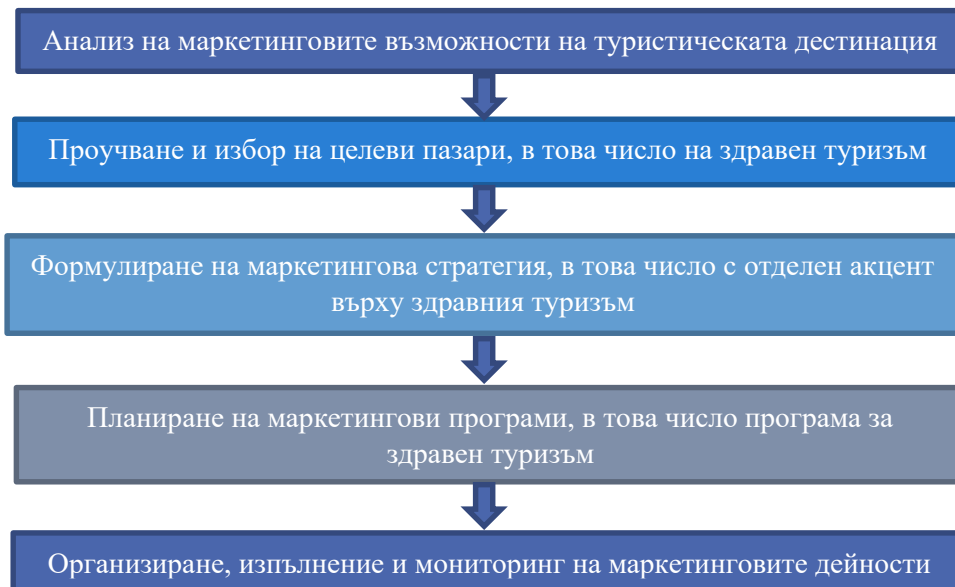 Анализ на маркетинговите възможности на туристическата дестинация
Проучване и избор на целеви пазари, в това число на здравен туризъм
Формулиране на маркетингова стратегия, в това число с отделен акцент
върху здравния туризъм
Планиране на маркетингови програми, в това число програма за
здравен туризъм
Организиране, изпълнение и мониторинг на маркетинговите дейности